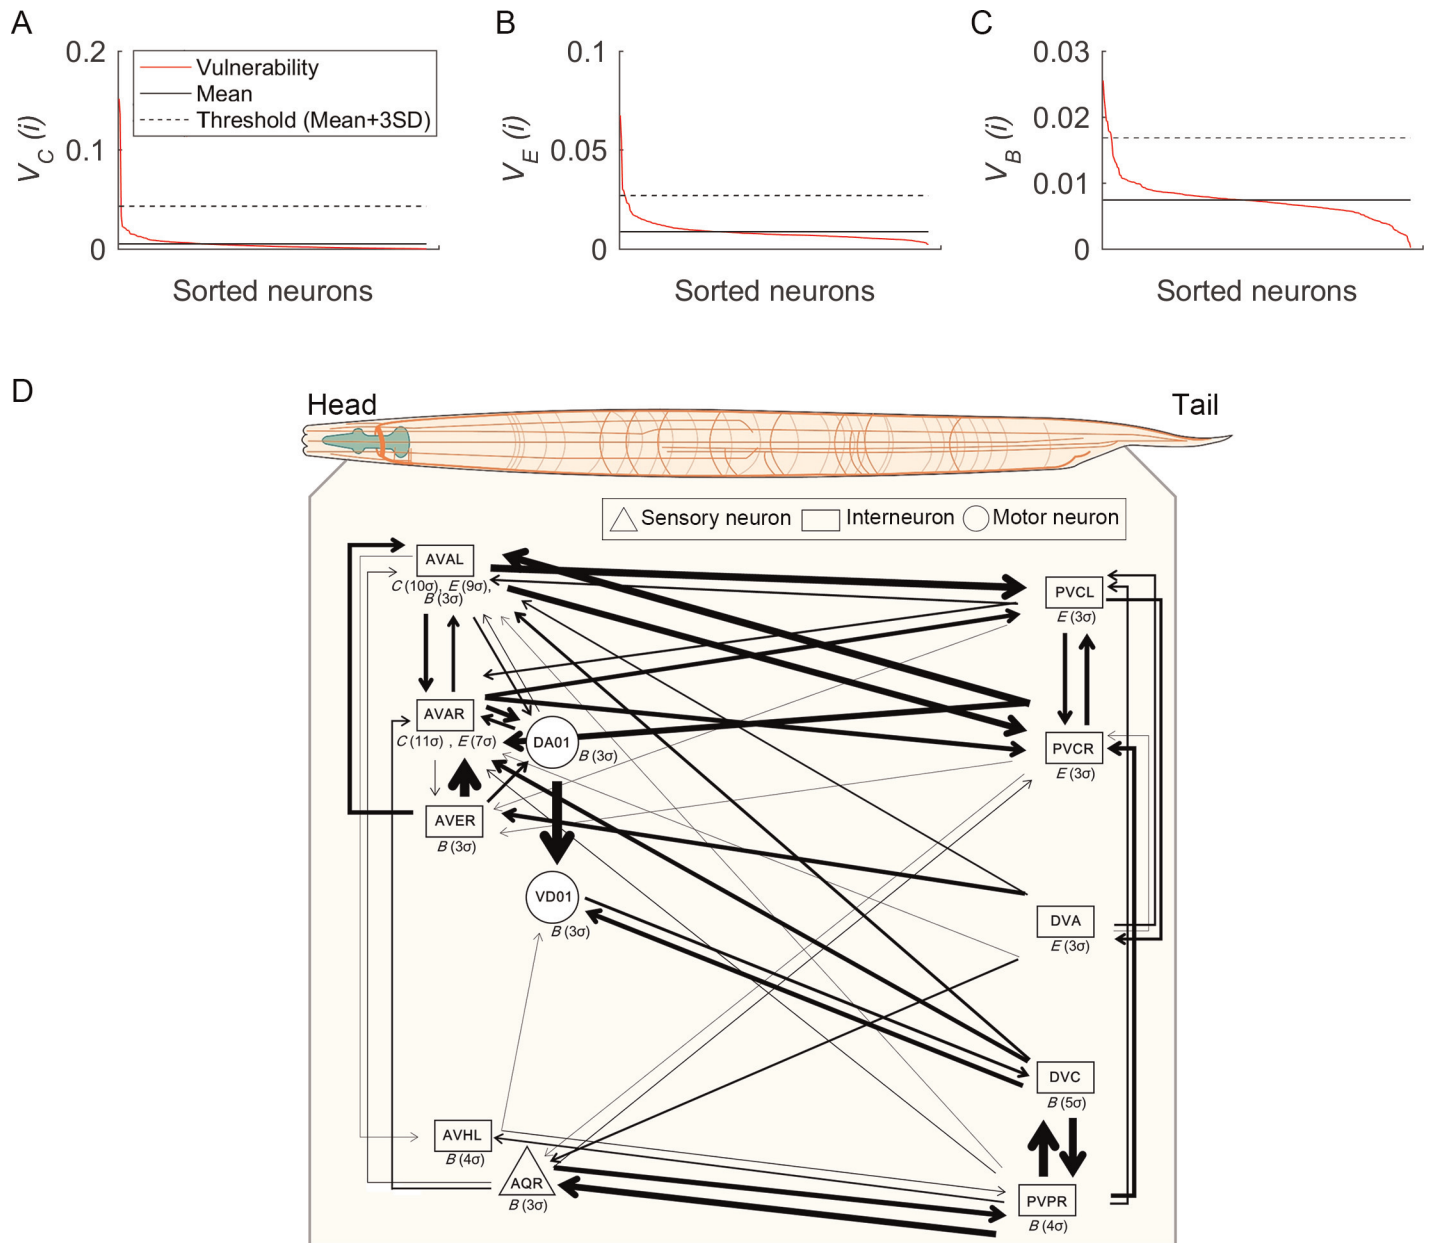 A
V_C (i)
0.2
0.1
0
Vulnerability
Mean
Threshold (Mean+3SD)
Sorted neurons
B
V_E (i)
0.1
0.05
0
Sorted neurons
C
V_B (i)
0.03
0.02
0.01
0
Sorted neurons
D
Head
Tail
Sensory neuron
Interneuron
Motor neuron
AVAL
C (10σ), E (9σ),
B (3σ)
PVCL
E (3σ)
AVAR
C (11σ) , E (7σ)
DA01
B (3σ)
PVCR
E (3σ)
AVER
B (3σ)
VD01
B (3σ)
DVA
E (3σ)
DVC
B (5σ)
AVHL
B (4σ)
AQR
B (3σ)
PVPR
B (4σ)